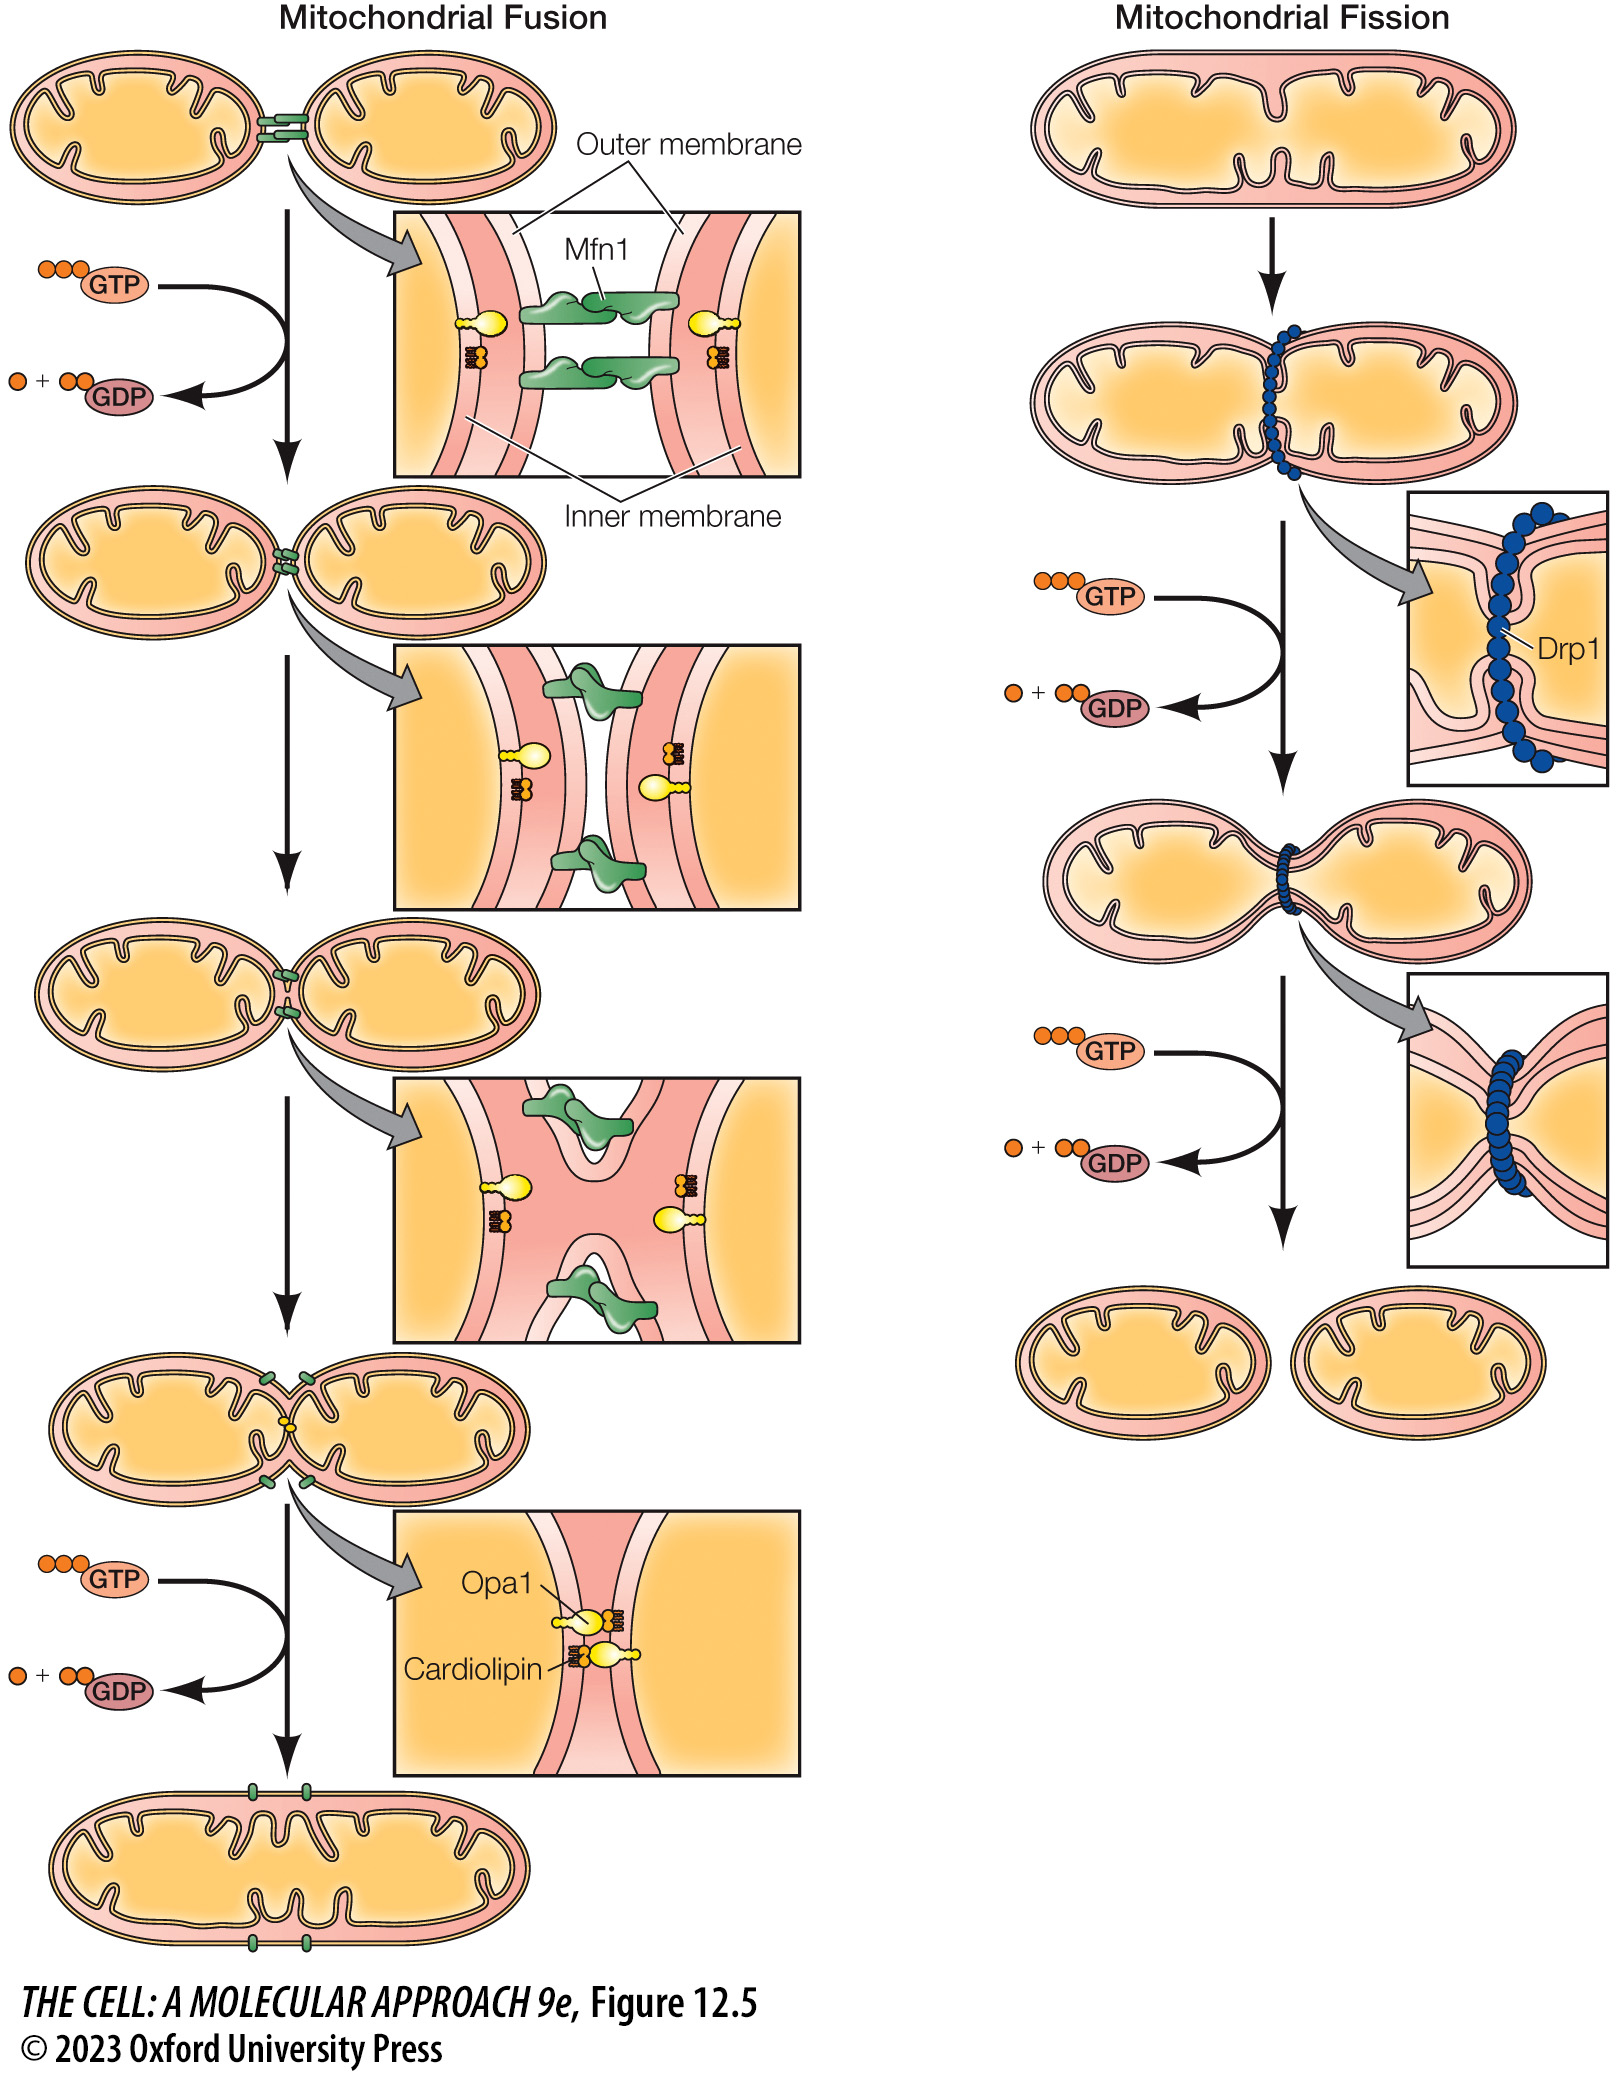 Mitochondrial Fusion
Outer membrane
Mfn1
GTP
+
GDP
Inner membrane
Opa1
GTP
Cardiolipin
+
GDP
Mitochondrial Fission
GTP
Drp1
+
GDP
GTP
+
GDP
THE CELL: A MOLECULAR APPROACH 9e, Figure 12.5
© 2023 Oxford University Press